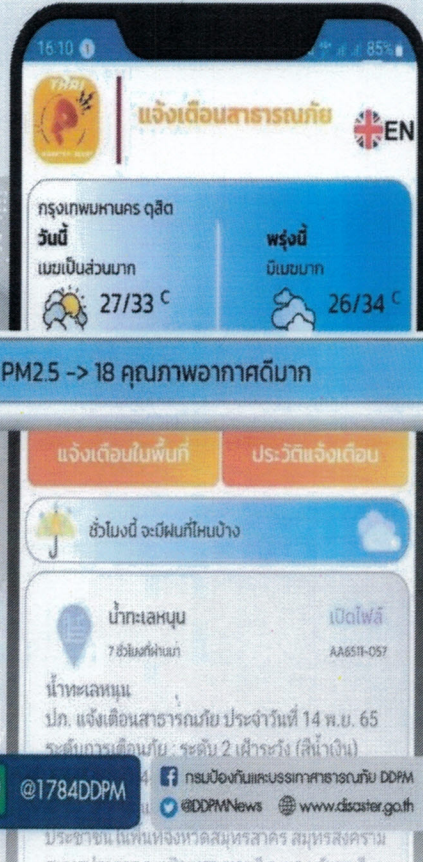 16:10 1 85%
THAI
แจ้งเตือนสาธารณภัย
EN
กรุงเทพมหานคร ดุสิต
วันนี้ พรุ่งนี้
เมฆเป็นส่วนมาก มีเมฆมาก
27/33 C 26/34 C
PM2.5 -> 18 คุณภาพอากาศดีมาก
แจ้งเตือนในพื้นที่ ประวัติแจ้งเตือน
ชั่วโมงนี้ จะมีฝนที่ไหนบ้าง
น้ำทะเลหนุน เปิดไฟล์
7 ชั่วโมงที่ผ่านมา AA6511-057
น้ำทะเลหนุน
ปภ. แจ้งเตือนสาธารณภัย ประจำวันที่ 14 พ.ย. 65
ระดับการเตือนภัย : ระดับ 2 เฝ้าระวัง (สีน้ำเงิน)
@1784DDPM
กรมป้องกันและบรรเทาสาธารณภัย DDPM
@DDPMNews www.disaster.go.th
ประชาชนในพื้นที่จังหวัดสมุทรสาคร สมุทรสงคราม